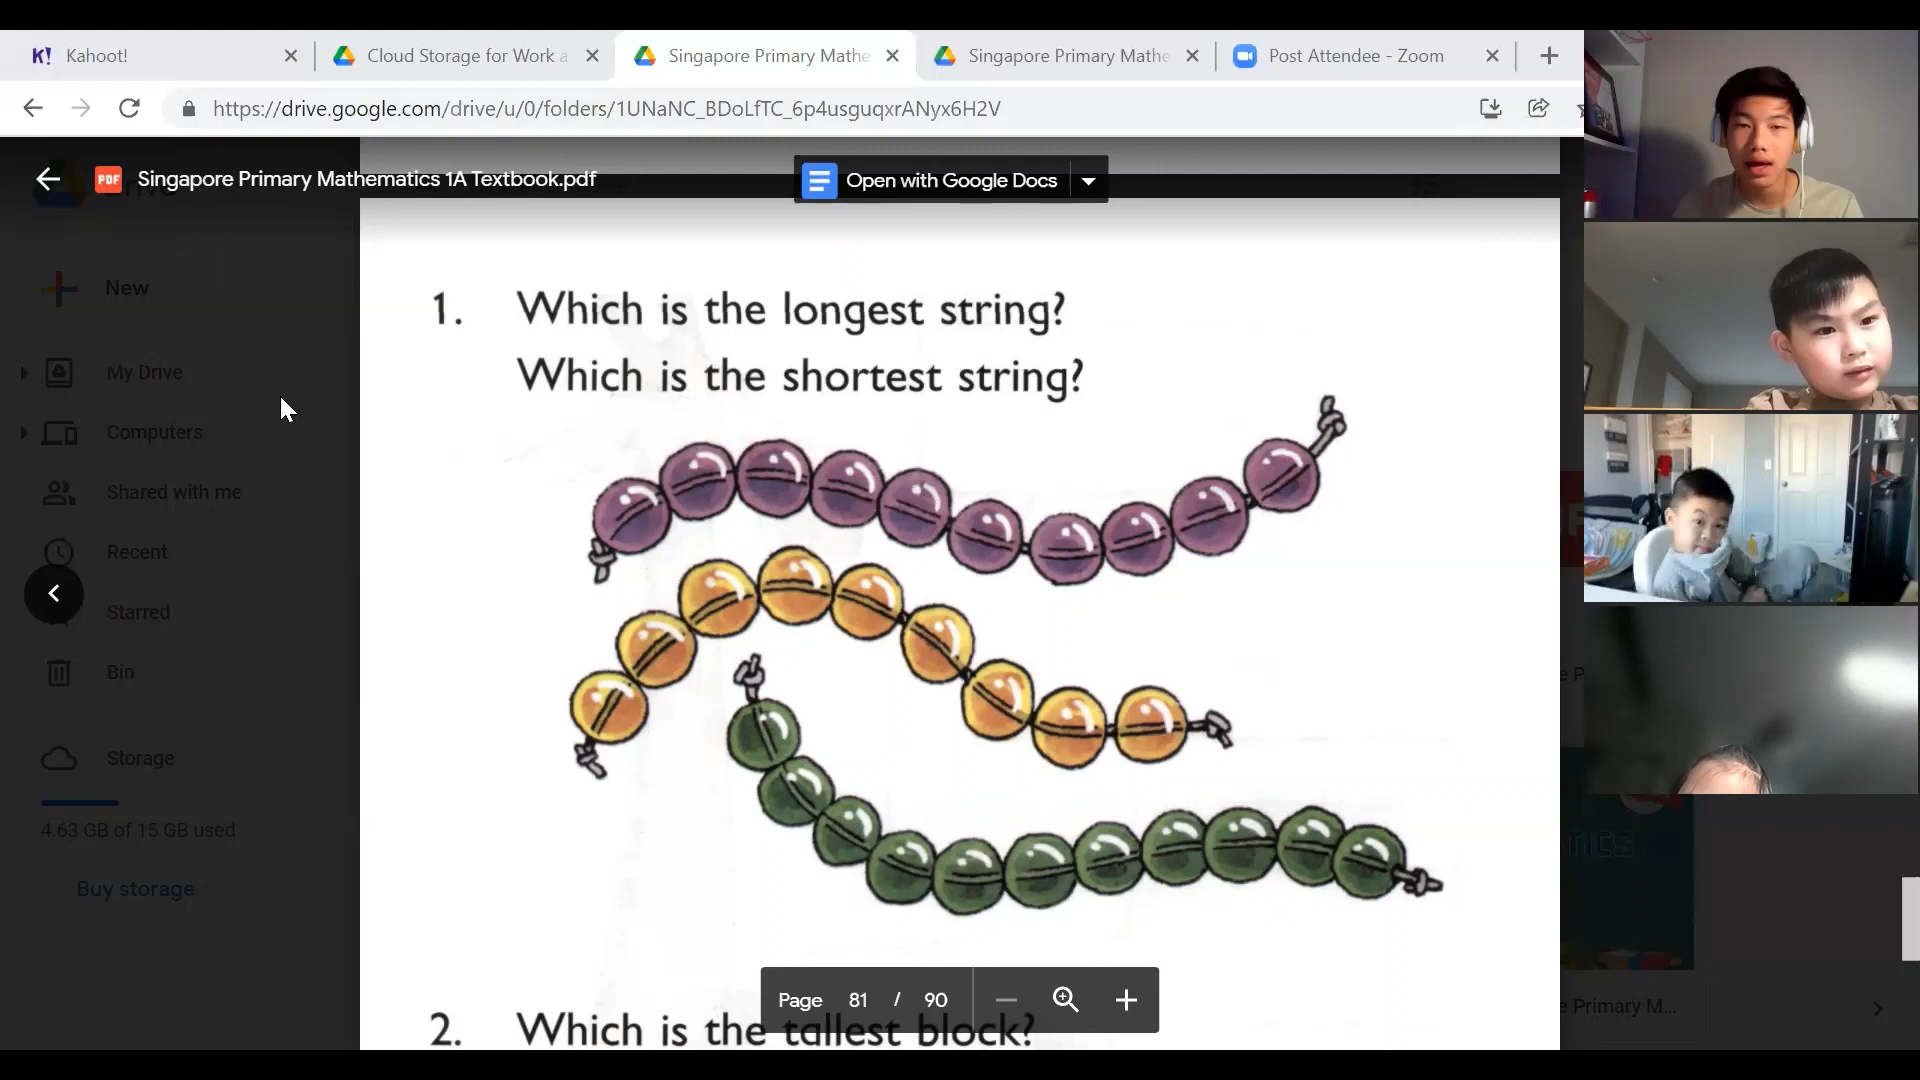 K! Kahoot!
Cloud Storage for Work a
Singapore Primary Mathe
Singapore Primary Mathe
Post Attendee - Zoom
https://drive.google.com/drive/u/0/folders/1UNaNC_BDoLfTC_6p4usguqxrANyx6H2V
PDF Singapore Primary Mathematics 1A Textbook.pdf
Open with Google Docs
New
My Drive
Computers
Shared with me
Recent
Starred
Bin
Storage
4.63 GB of 15 GB used
Buy storage
1. Which is the longest string?
Which is the shortest string?
2. Which is the tallest block?
Page 81 / 90
e Primary M...